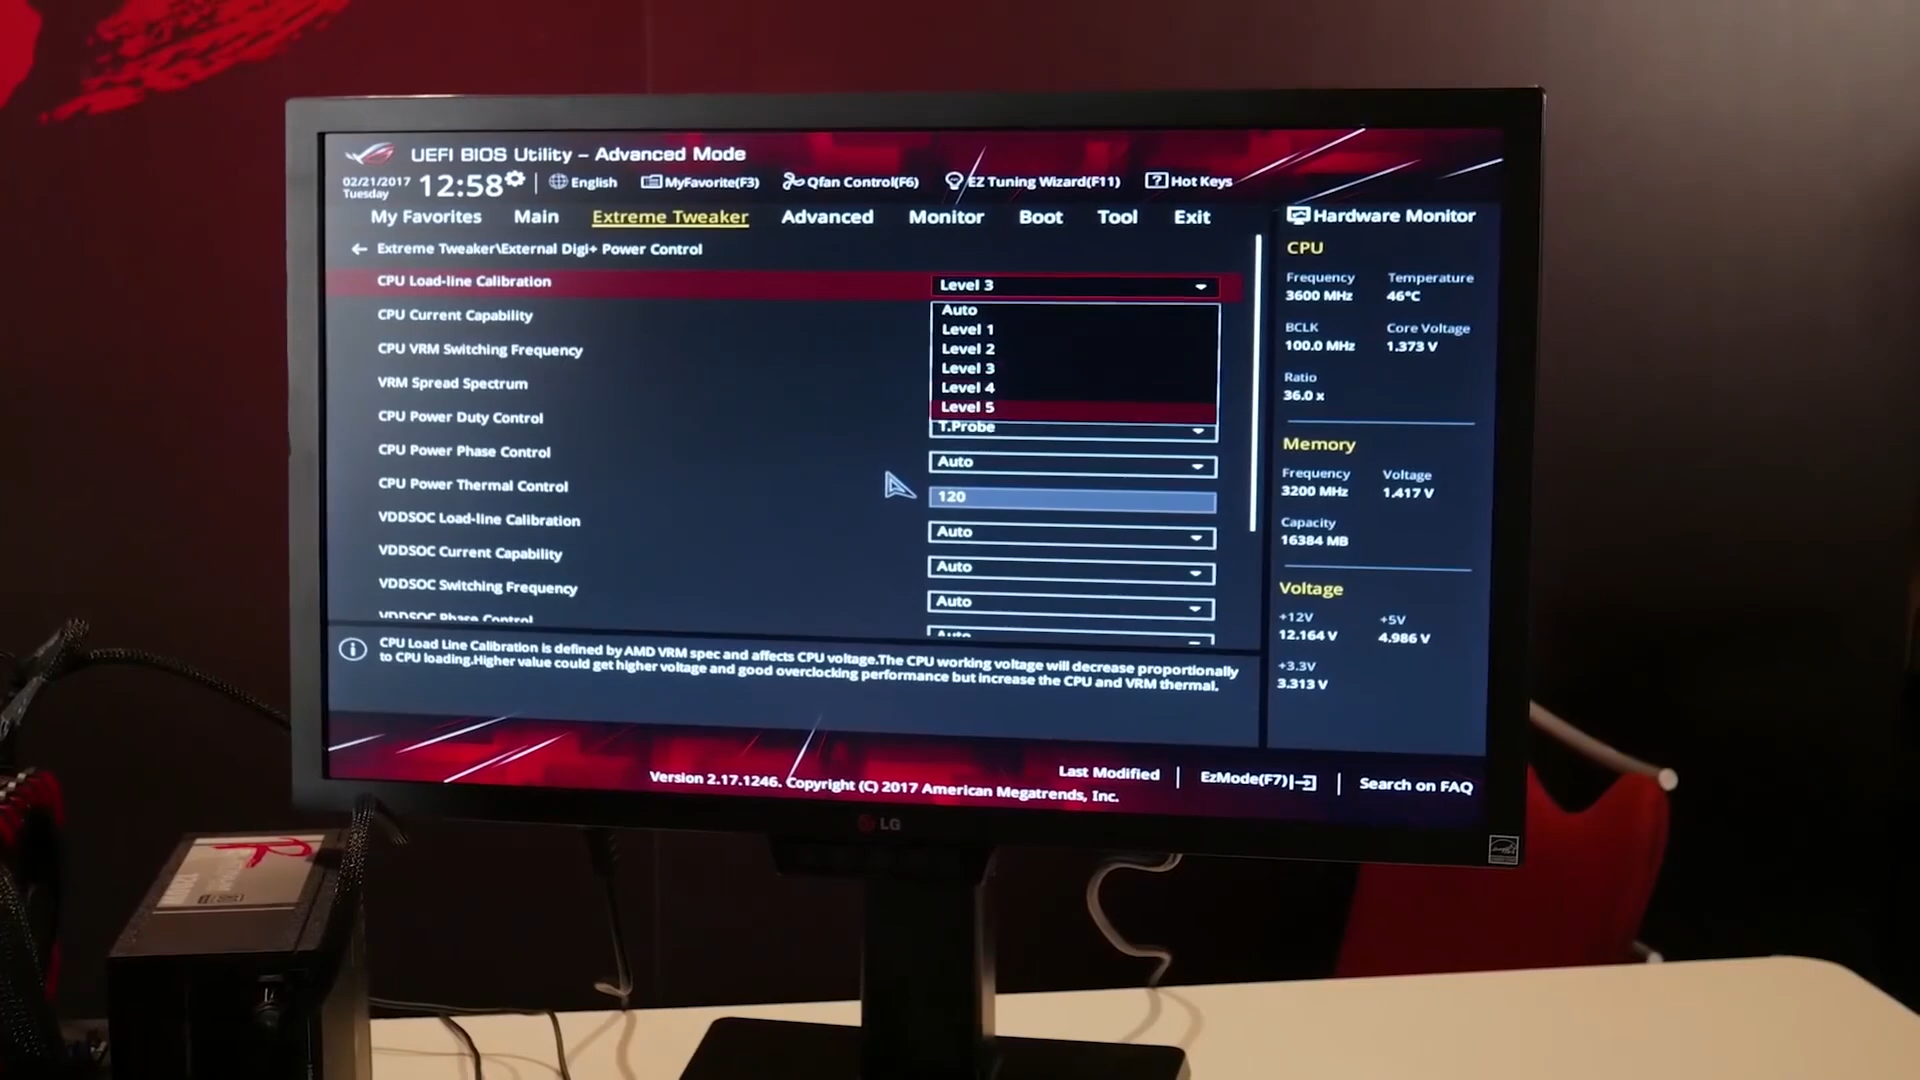 UEFI BIOS Utility – Advanced Mode
02/21/2017
Tuesday
12:58
English
MyFavorite(F3)
Qfan Control(F6)
EZ Tuning Wizard(F11)
? Hot Keys
My Favorites Main Extreme Tweaker Advanced Monitor Boot Tool Exit
Extreme Tweaker\External Digi+ Power Control
CPU Load-line Calibration
Level 3
Auto
Level 1
Level 2
Level 3
Level 4
Level 5
CPU Current Capability
CPU VRM Switching Frequency
VRM Spread Spectrum
CPU Power Duty Control
T.Probe
CPU Power Phase Control
Auto
CPU Power Thermal Control
120
VDDSOC Load-line Calibration
Auto
VDDSOC Current Capability
Auto
VDDSOC Switching Frequency
Auto
VDDSOC Phase Control
Auto
CPU Load Line Calibration is defined by AMD VRM spec and affects CPU voltage.The CPU working voltage will decrease proportionally
to CPU loading.Higher value could get higher voltage and good overclocking performance but increase the CPU and VRM thermal.
Hardware Monitor
CPU
Frequency Temperature
3600 MHz 46°C
BCLK Core Voltage
100.0 MHz 1.373 V
Ratio
36.0 x
Memory
Frequency Voltage
3200 MHz 1.417 V
Capacity
16384 MB
Voltage
+12V +5V
12.164 V 4.986 V
+3.3V
3.313 V
Last Modified
EzMode(F7)
Search on FAQ
Version 2.17.1246. Copyright (C) 2017 American Megatrends, Inc.
LG